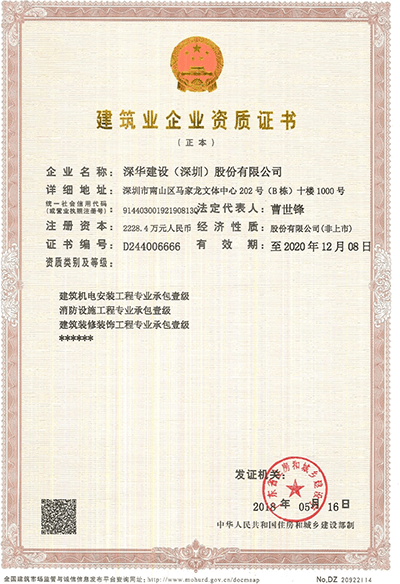 建筑业企业资质证书
（正本）
企业名称：深华建设（深圳）股份有限公司
详细地址：深圳市南山区马家龙文体中心202号（B栋）十楼1000号
统一社会信用代码
（或营业执照注册号）：91440300192190813Q 法定代表人：曹世锋
注册资本：2228.4万元人民币 经济性质：股份有限公司(非上市)
证书编号：D244006666 有效期：至2020年12月08日
资质类别及等级：
建筑机电安装工程专业承包壹级
消防设施工程专业承包壹级
建筑装修装饰工程专业承包壹级
******
发证机关：
2018年05月16日
中华人民共和国住房和城乡建设部制
全国建筑市场监管与诚信信息发布平台查询网址：www.mohurd.gov.cn/docmaap
No.DZ 20922114